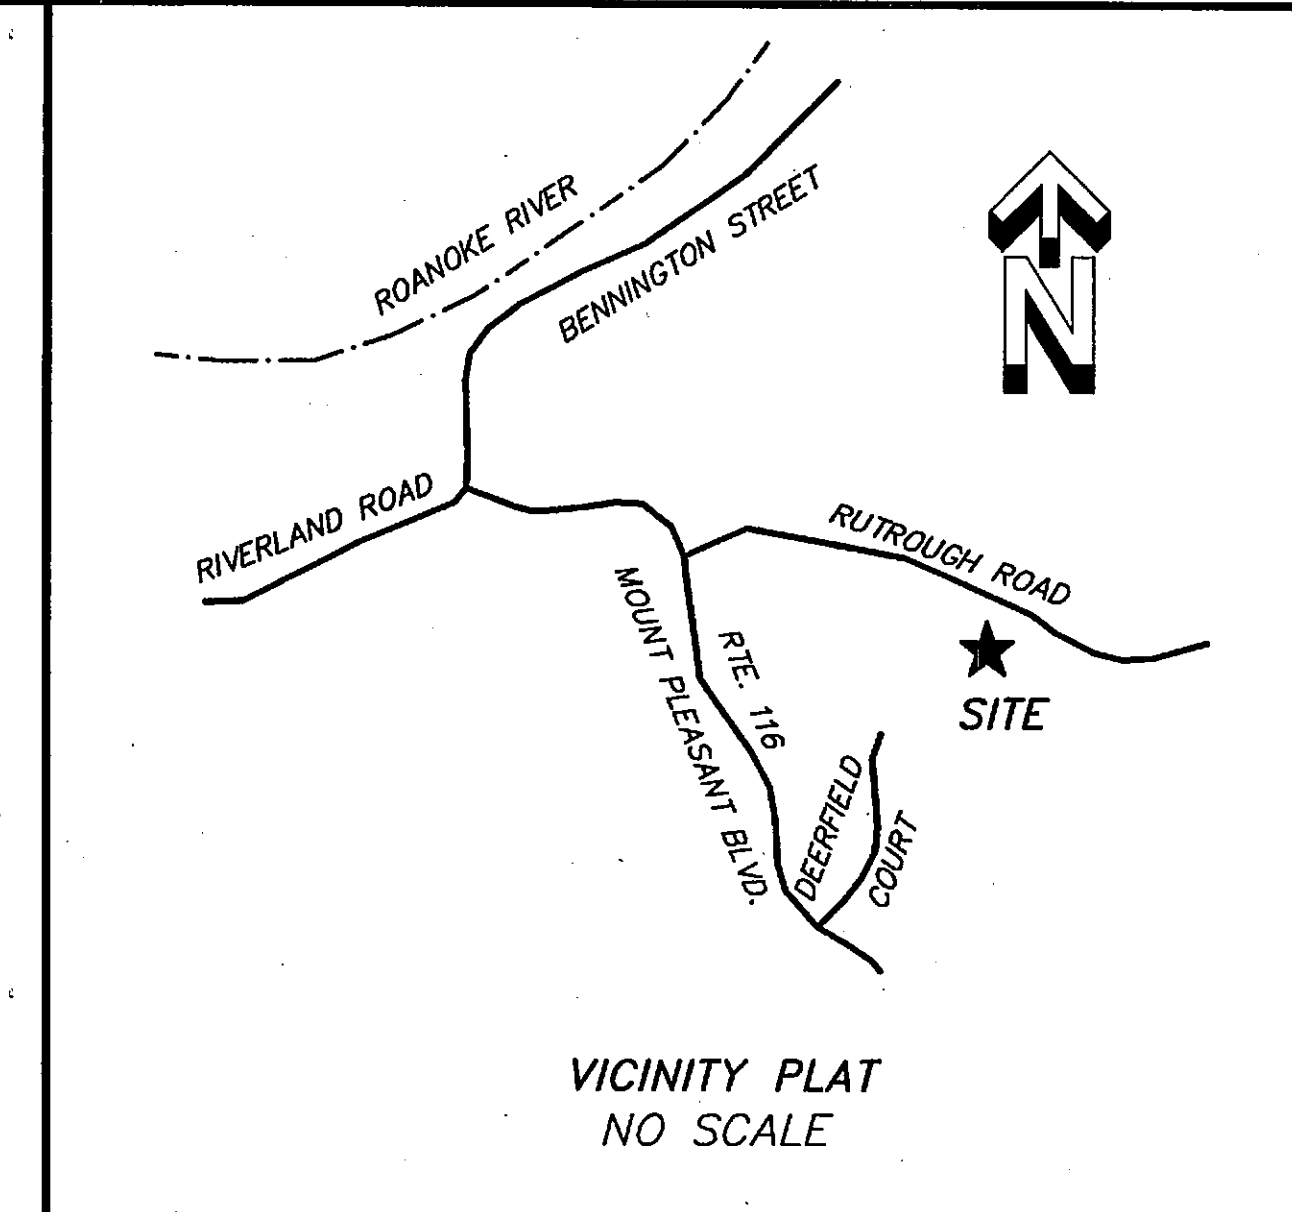 ROANOKE RIVER
BENNINGTON STREET
N
RIVERLAND ROAD
RUTROUGH ROAD
MOUNT PLEASANT BLVD.
RTE. 116
SITE
DEERFIELD
COURT
VICINITY PLAT
NO SCALE